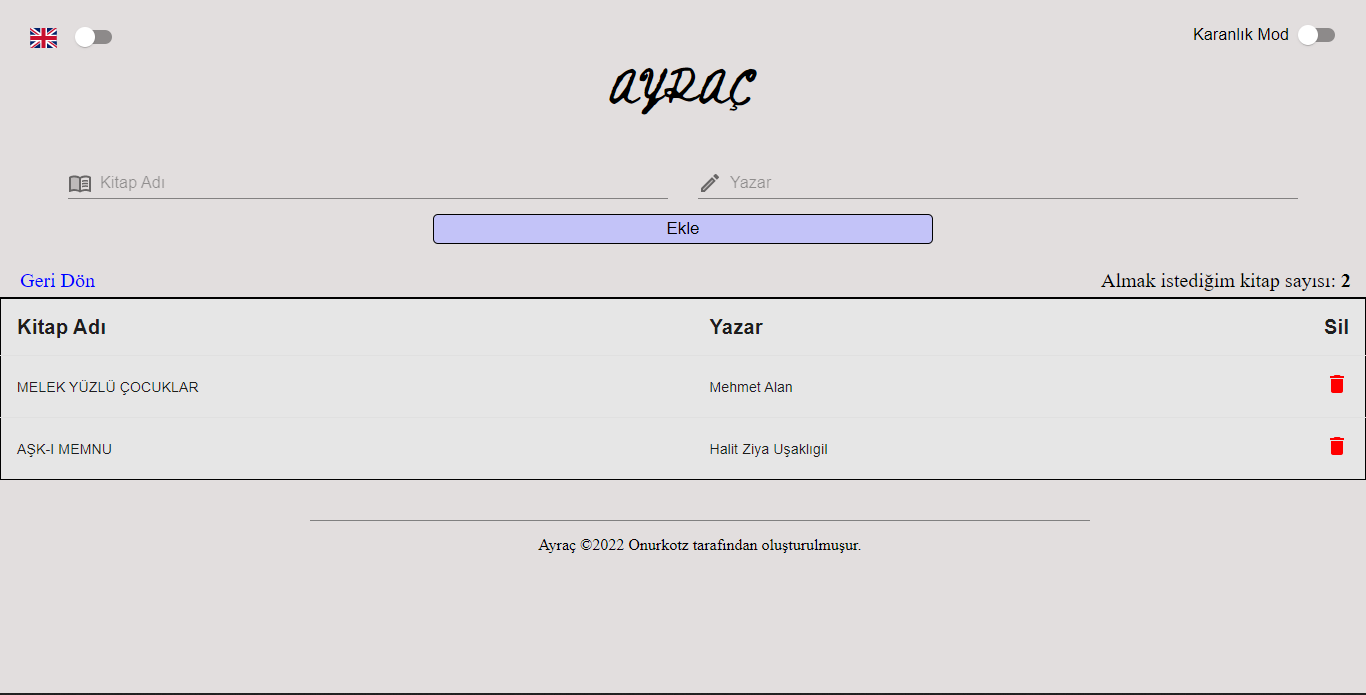 Karanlık Mod
AYRAÇ
Kitap Adı
Yazar
Ekle
Geri Dön
Almak istediğim kitap sayısı: 2
Kitap Adı Yazar Sil
MELEK YÜZLÜ ÇOCUKLAR Mehmet Alan
AŞK-I MEMNU Halit Ziya Uşaklıgil
Ayraç ©2022 Onurkotz tarafından oluşturulmuşur.